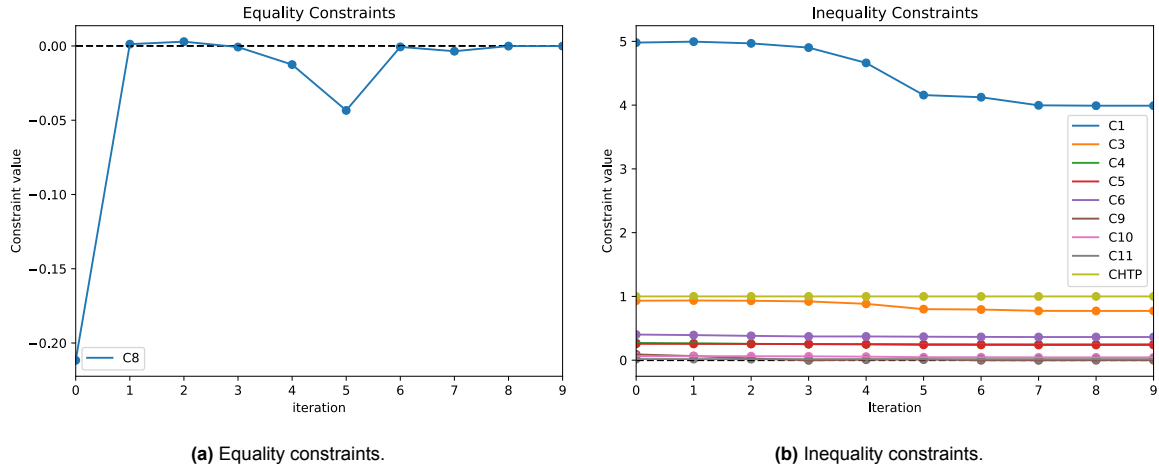 Equality Constraints
Constraint value
0.00
−0.05
−0.10
−0.15
−0.20
C8
0 1 2 3 4 5 6 7 8 9
iteration
(a) Equality constraints.
Inequality Constraints
Constraint value
5
4
3
2
1
0
C1
C3
C4
C5
C6
C9
C10
C11
CHTP
0 1 2 3 4 5 6 7 8 9
Iteration
(b) Inequality constraints.